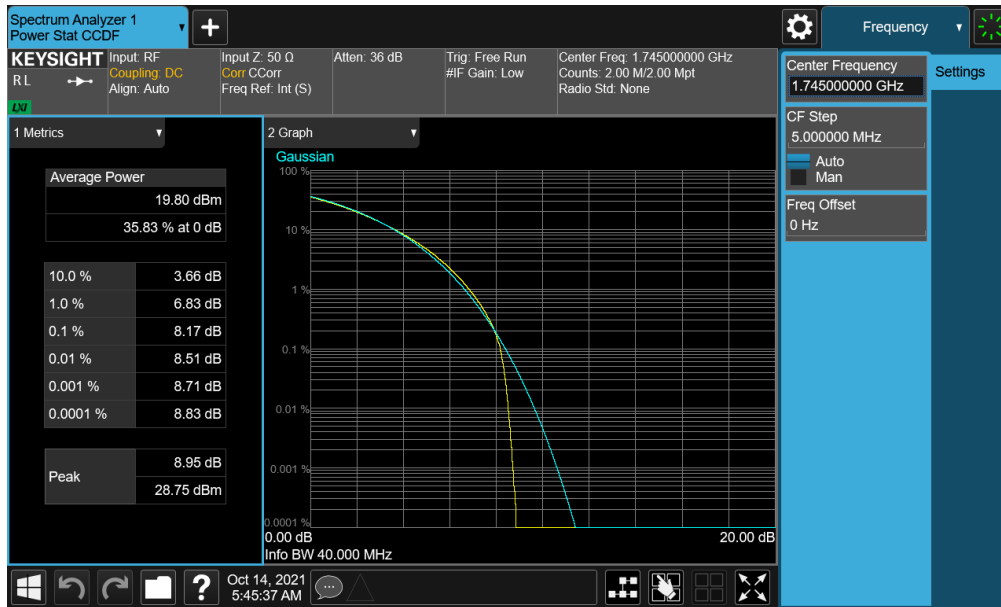 Spectrum Analyzer 1
Power Stat CCDF
Frequency
KEYSIGHT
R L
LXI
Input: RF
Coupling: DC
Align: Auto
Input Z: 50 Ω
Corr CCorr
Freq Ref: Int (S)
Atten: 36 dB
Trig: Free Run
#IF Gain: Low
Center Freq: 1.745000000 GHz
Counts: 2.00 M/2.00 Mpt
Radio Std: None
Center Frequency
1.745000000 GHz
Settings
CF Step
5.000000 MHz
Auto
Man
Freq Offset
0 Hz
1 Metrics
Average Power
19.80 dBm
35.83 % at 0 dB
10.0 % 3.66 dB
1.0 % 6.83 dB
0.1 % 8.17 dB
0.01 % 8.51 dB
0.001 % 8.71 dB
0.0001 % 8.83 dB
Peak
8.95 dB
28.75 dBm
2 Graph
Gaussian
100 %
10 %
1 %
0.1 %
0.01 %
0.001 %
0.0001 %
0.00 dB 20.00 dB
Info BW 40.000 MHz
Oct 14, 2021
5:45:37 AM